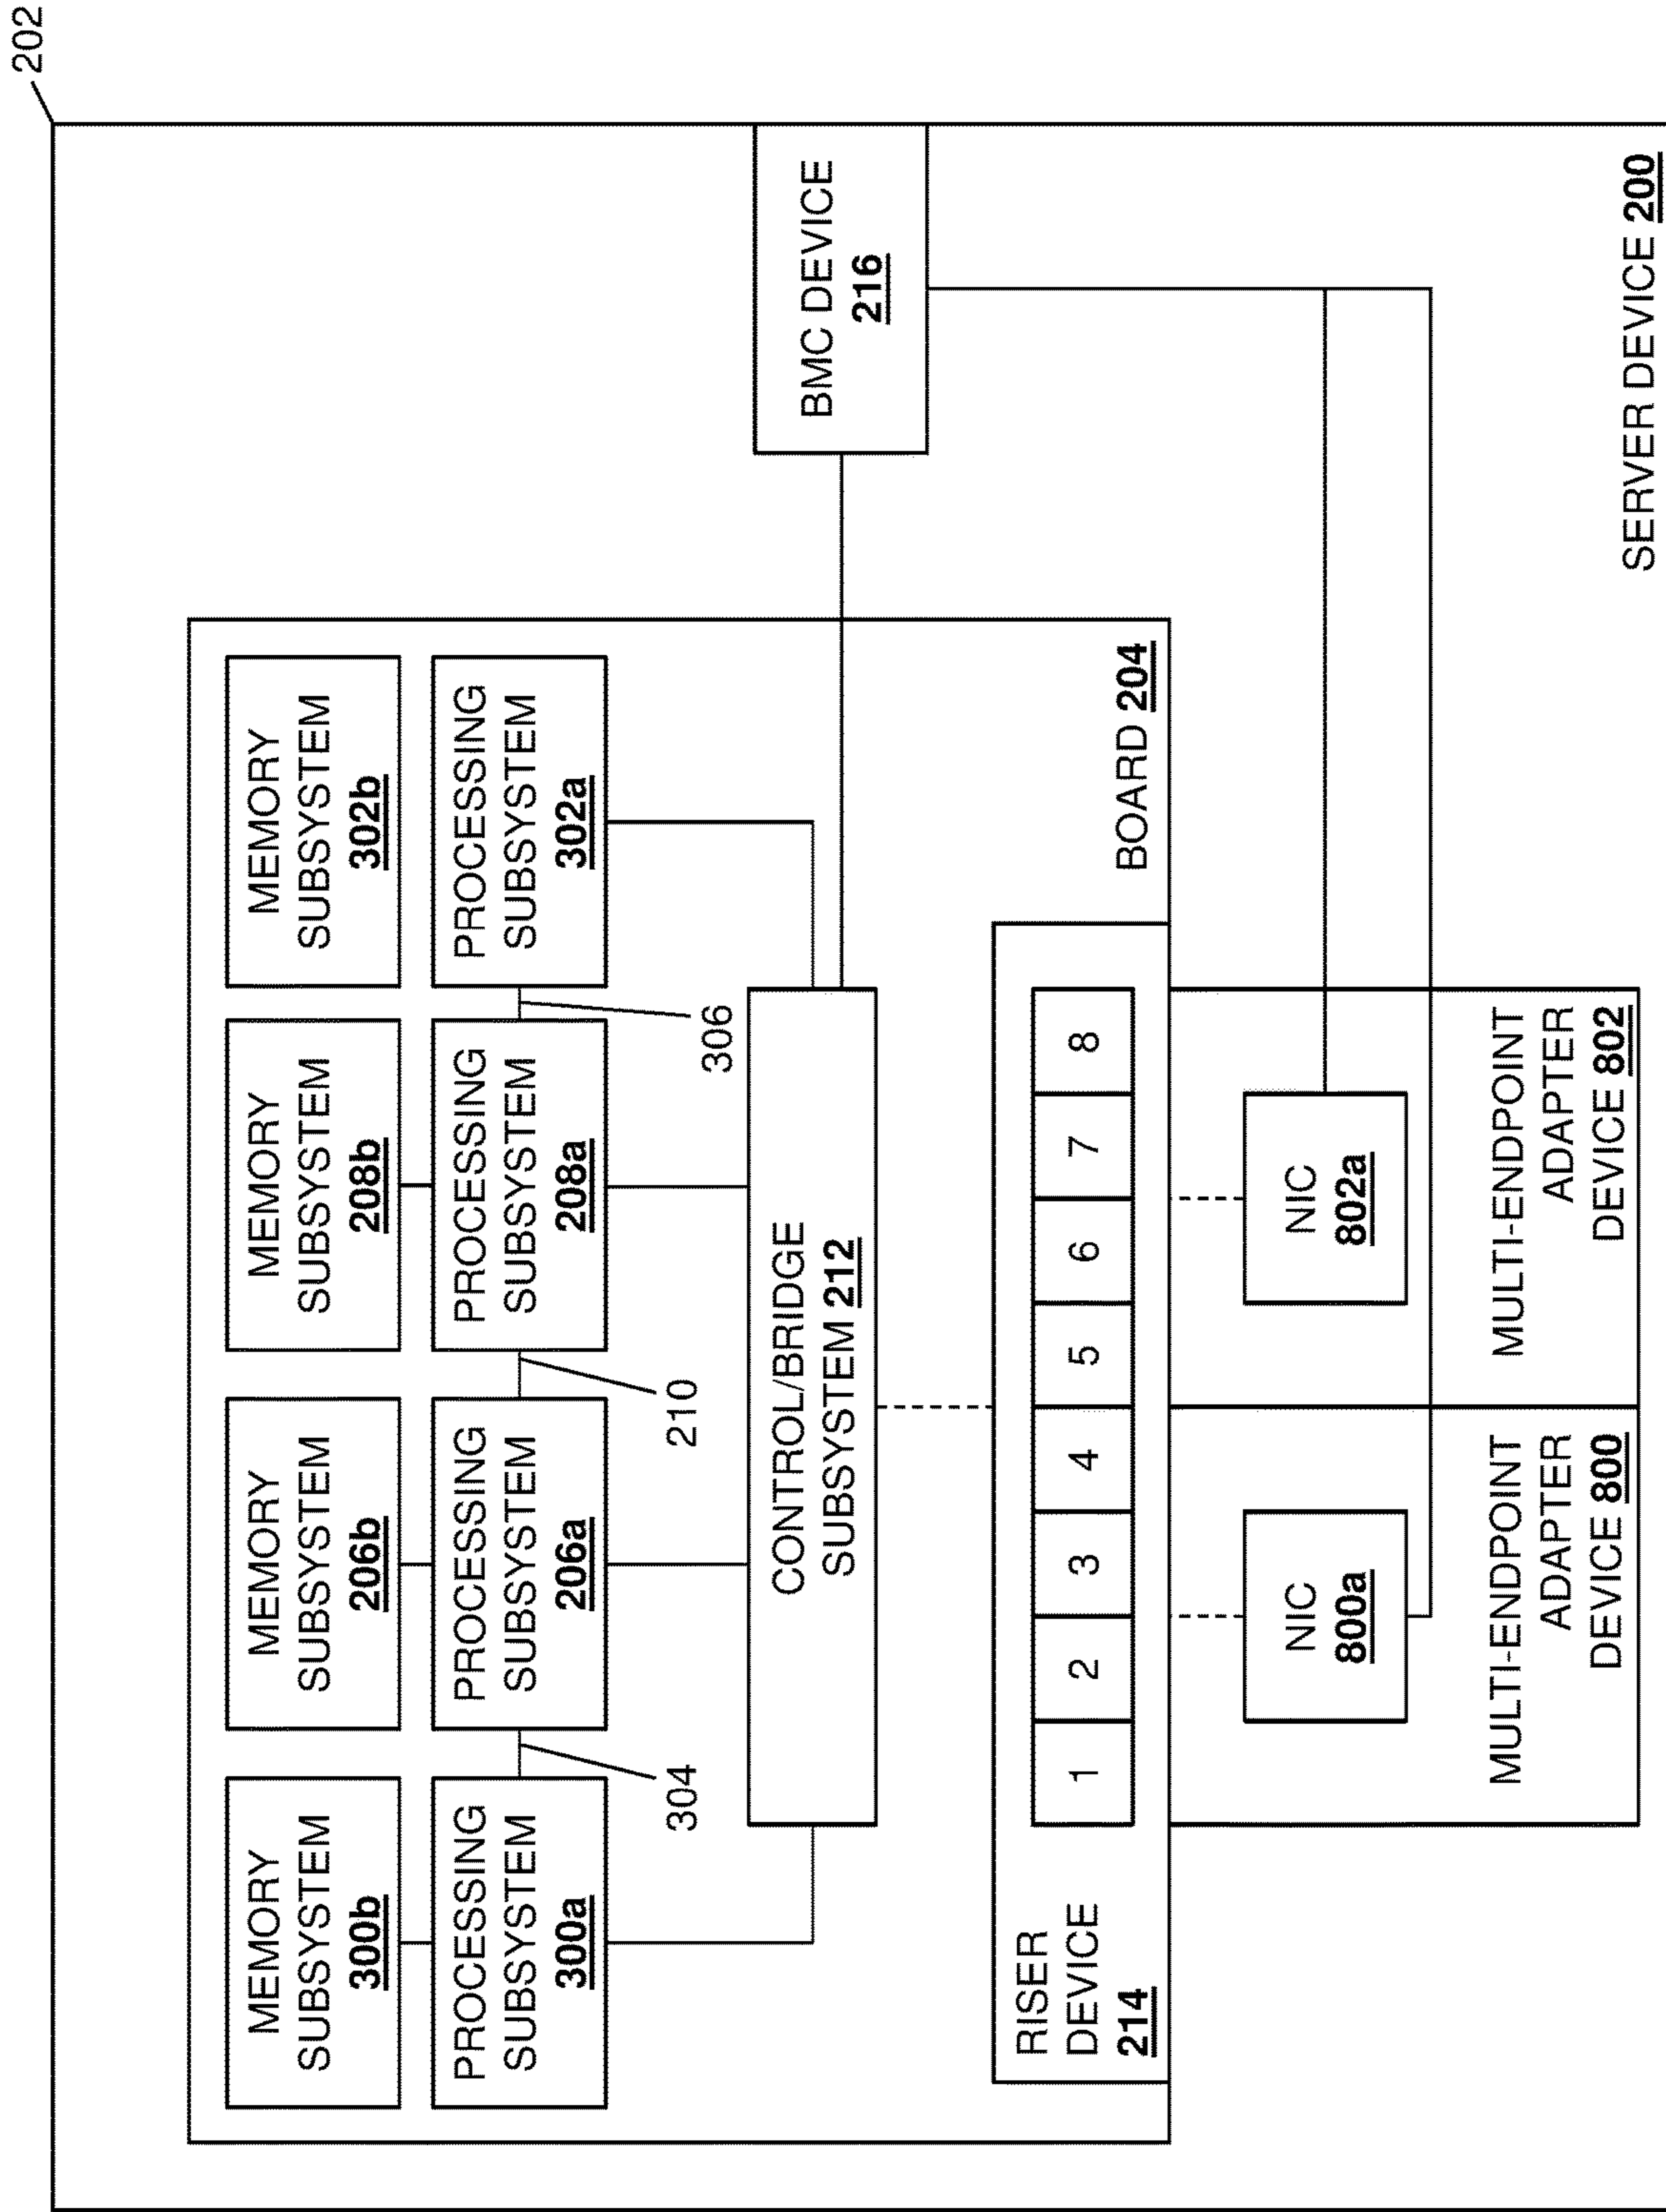 202
MEMORY
SUBSYSTEM
300b
MEMORY
SUBSYSTEM
206b
MEMORY
SUBSYSTEM
208b
MEMORY
SUBSYSTEM
302b
PROCESSING
SUBSYSTEM
300a
PROCESSING
SUBSYSTEM
206a
PROCESSING
SUBSYSTEM
208a
PROCESSING
SUBSYSTEM
302a
304
210
306
CONTROL/BRIDGE
SUBSYSTEM 212
BMC DEVICE
216
RISER
DEVICE
214
1 2 3 4 5 6 7 8
BOARD 204
NIC
800a
NIC
802a
MULTI-ENDPOINT
ADAPTER
DEVICE 800
MULTI-ENDPOINT
ADAPTER
DEVICE 802
SERVER DEVICE 200